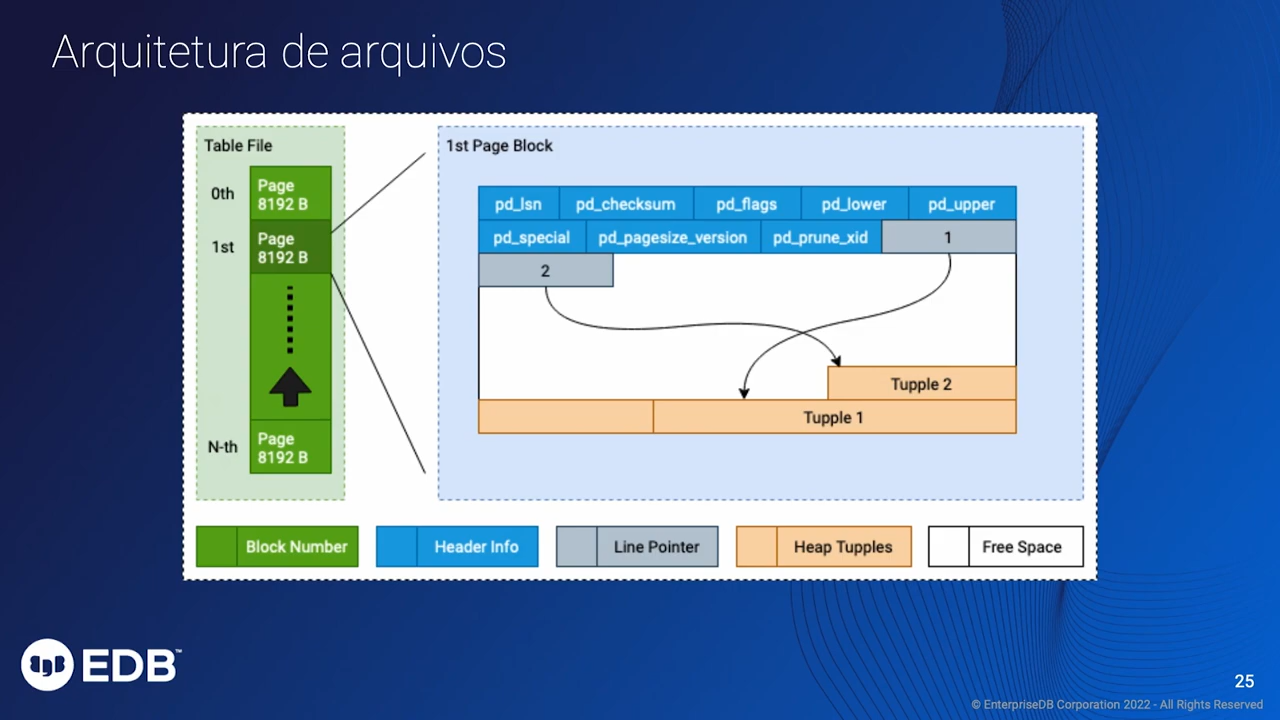 Arquitetura de arquivos
Table File
0th
Page
8192 B
1st
Page
8192 B
N-th
Page
8192 B
1st Page Block
pd_lsn
pd_checksum
pd_flags
pd_lower
pd_upper
pd_special
pd_pagesize_version
pd_prune_xid
1
2
Tupple 2
Tupple 1
Block Number
Header Info
Line Pointer
Heap Tupples
Free Space
EDB™
25
© EnterpriseDB Corporation 2022 - All Rights Reserved